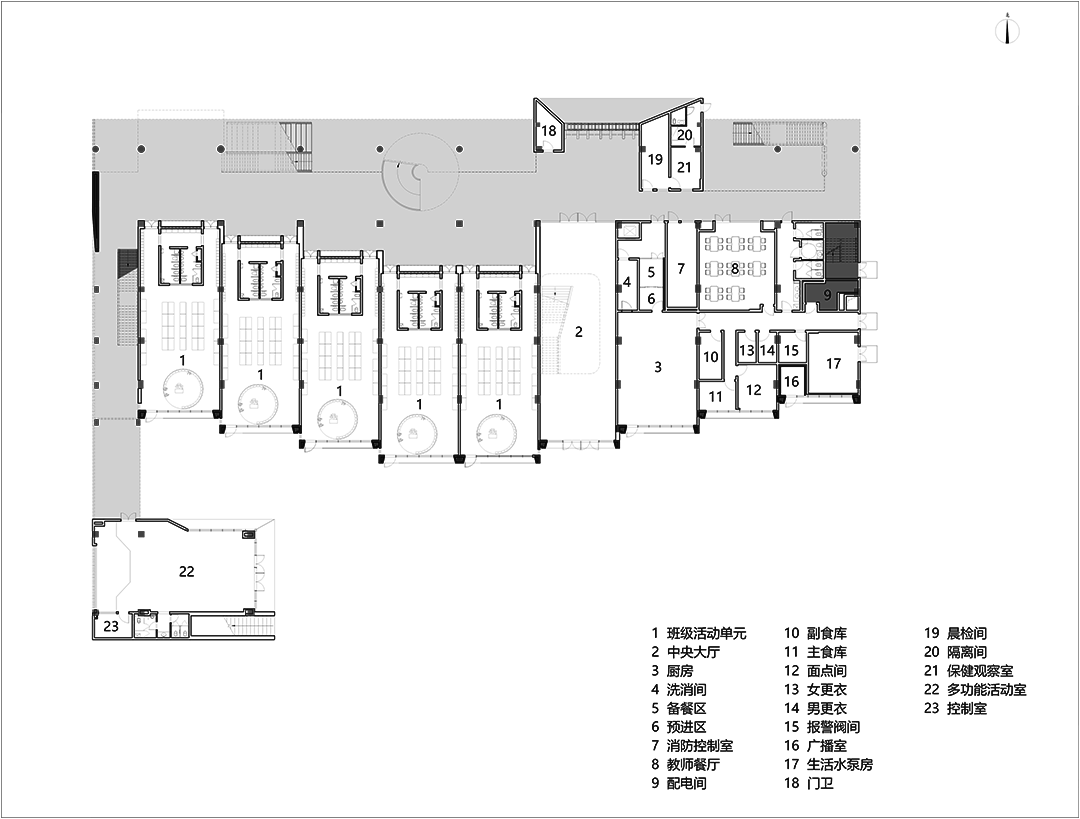 18
20
19
21
4
5
7
8
6
9
2
1
1
1
1
1
3
10
13
14
15
17
11
12
16
22
23
1 班级活动单元
2 中央大厅
3 厨房
4 洗消间
5 备餐区
6 预进区
7 消防控制室
8 教师餐厅
9 配电间
10 副食库
11 主食库
12 面点间
13 女更衣
14 男更衣
15 报警阀间
16 广播室
17 生活水泵房
18 门卫
19 晨检间
20 隔离间
21 保健观察室
22 多功能活动室
23 控制室